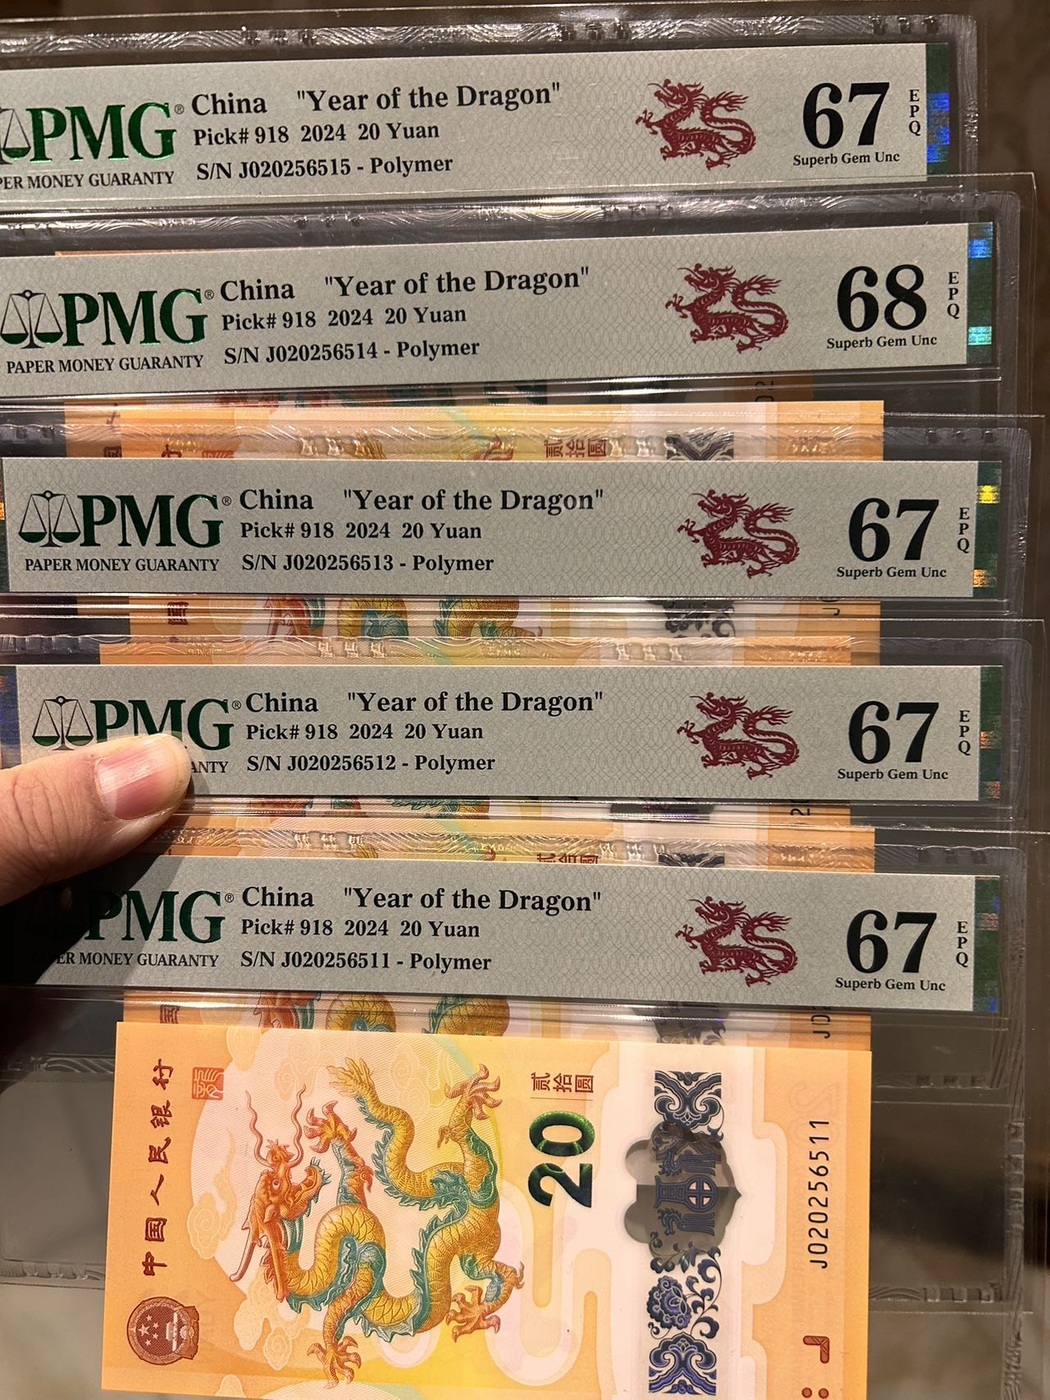 PMG® China "Year of the Dragon" 67 EPQ
Pick# 918 2024 20 Yuan
PER MONEY GUARANTY S/N J020256515 - Polymer Superb Gem Unc
PMG® China "Year of the Dragon" 68 EPQ
Pick# 918 2024 20 Yuan
PAPER MONEY GUARANTY S/N J020256514 - Polymer Superb Gem Unc
贰拾圆
PMG® China "Year of the Dragon" 67 EPQ
Pick# 918 2024 20 Yuan
PAPER MONEY GUARANTY S/N J020256513 - Polymer Superb Gem Unc
PMG® China "Year of the Dragon" 67 EPQ
Pick# 918 2024 20 Yuan
ANTY S/N J020256512 - Polymer Superb Gem Unc
PMG® China "Year of the Dragon" 67 EPQ
Pick# 918 2024 20 Yuan
ER MONEY GUARANTY S/N J020256511 - Polymer Superb Gem Unc
中国人民银行
贰拾圆
20
J020256511